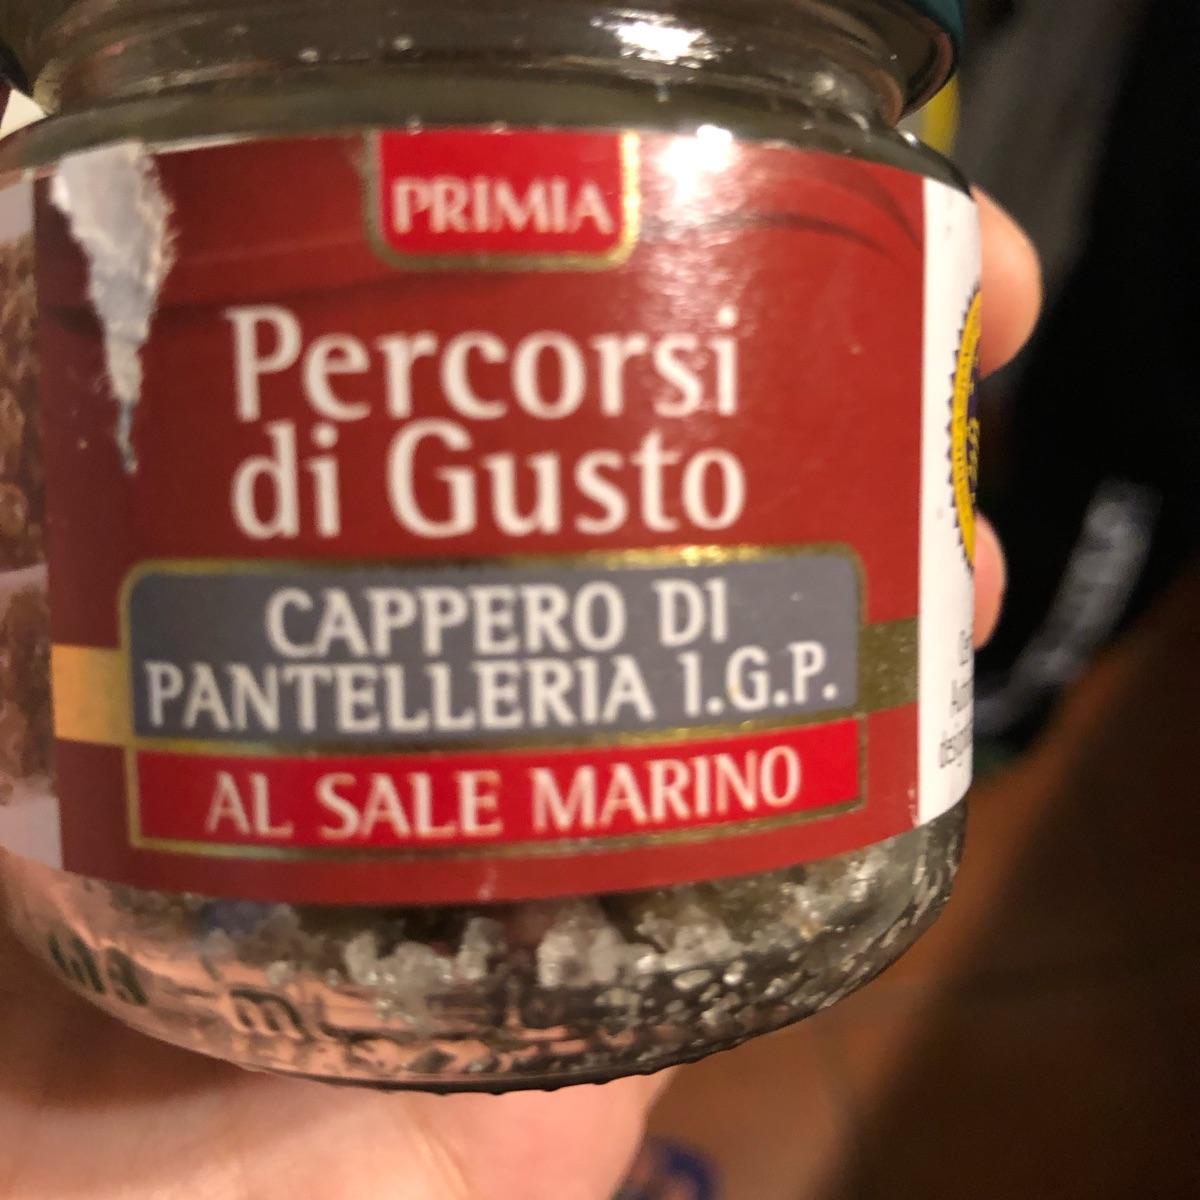 PRIMIA
Percorsi
di Gusto
CAPPERO DI
PANTELLERIA I.G.P.
AL SALE MARINO